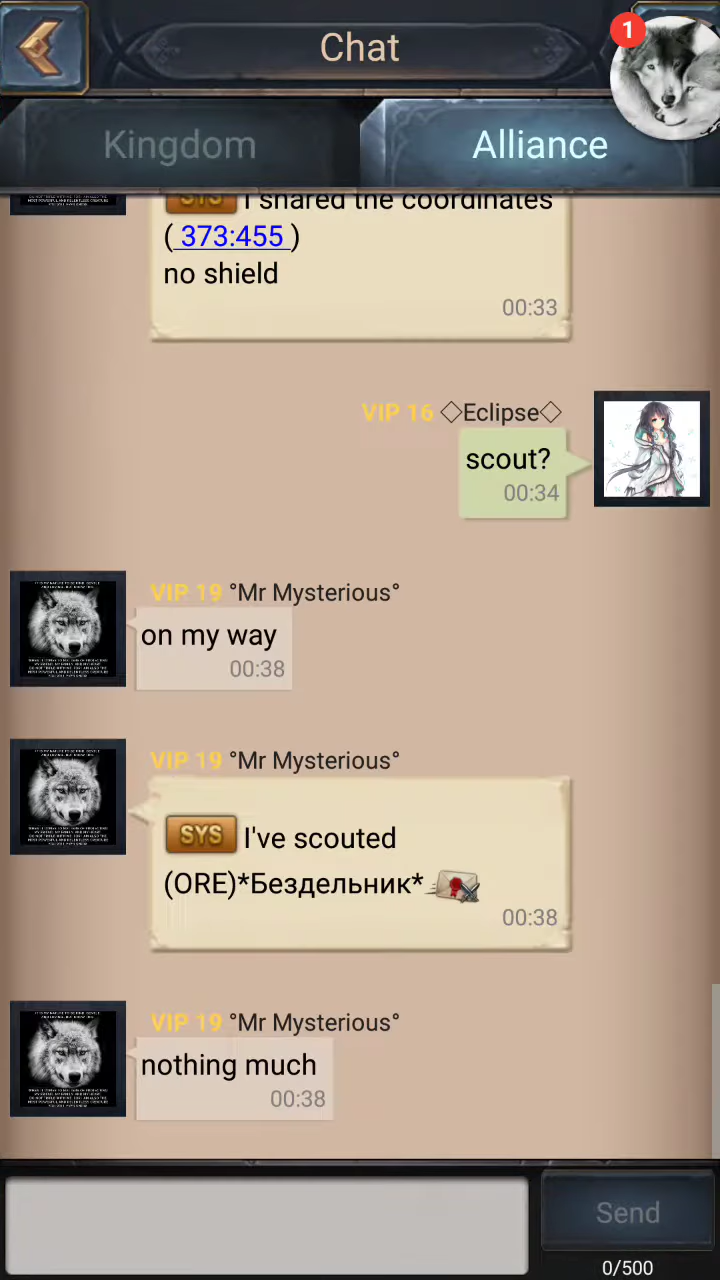 Chat
1
Kingdom
Alliance
SYS I shared the coordinates
( 373:455 )
no shield
00:33
VIP 16 ◇Eclipse◇
scout?
00:34
VIP 19 °Mr Mysterious°
on my way
00:38
VIP 19 °Mr Mysterious°
SYS I've scouted
(ORE)*Бездельник*
00:38
VIP 19 °Mr Mysterious°
nothing much
00:38
Send
0/500